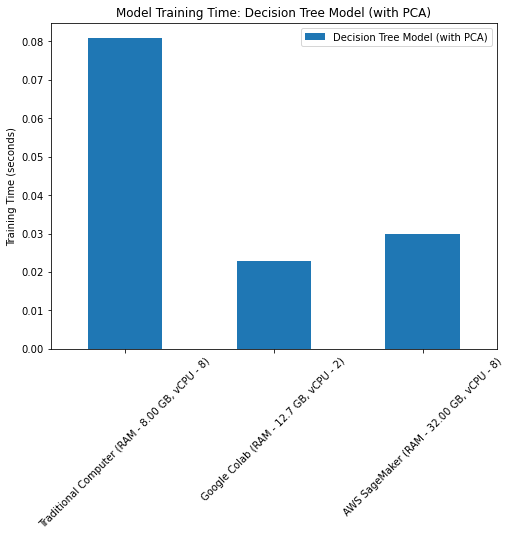 Model Training Time: Decision Tree Model (with PCA)
Decision Tree Model (with PCA)
Training Time (seconds)
0.08
0.07
0.06
0.05
0.04
0.03
0.02
0.01
0.00
Traditional Computer (RAM - 8.00 GB, vCPU - 8)
Google Colab (RAM - 12.7 GB, vCPU - 2)
AWS SageMaker (RAM - 32.00 GB, vCPU - 8)